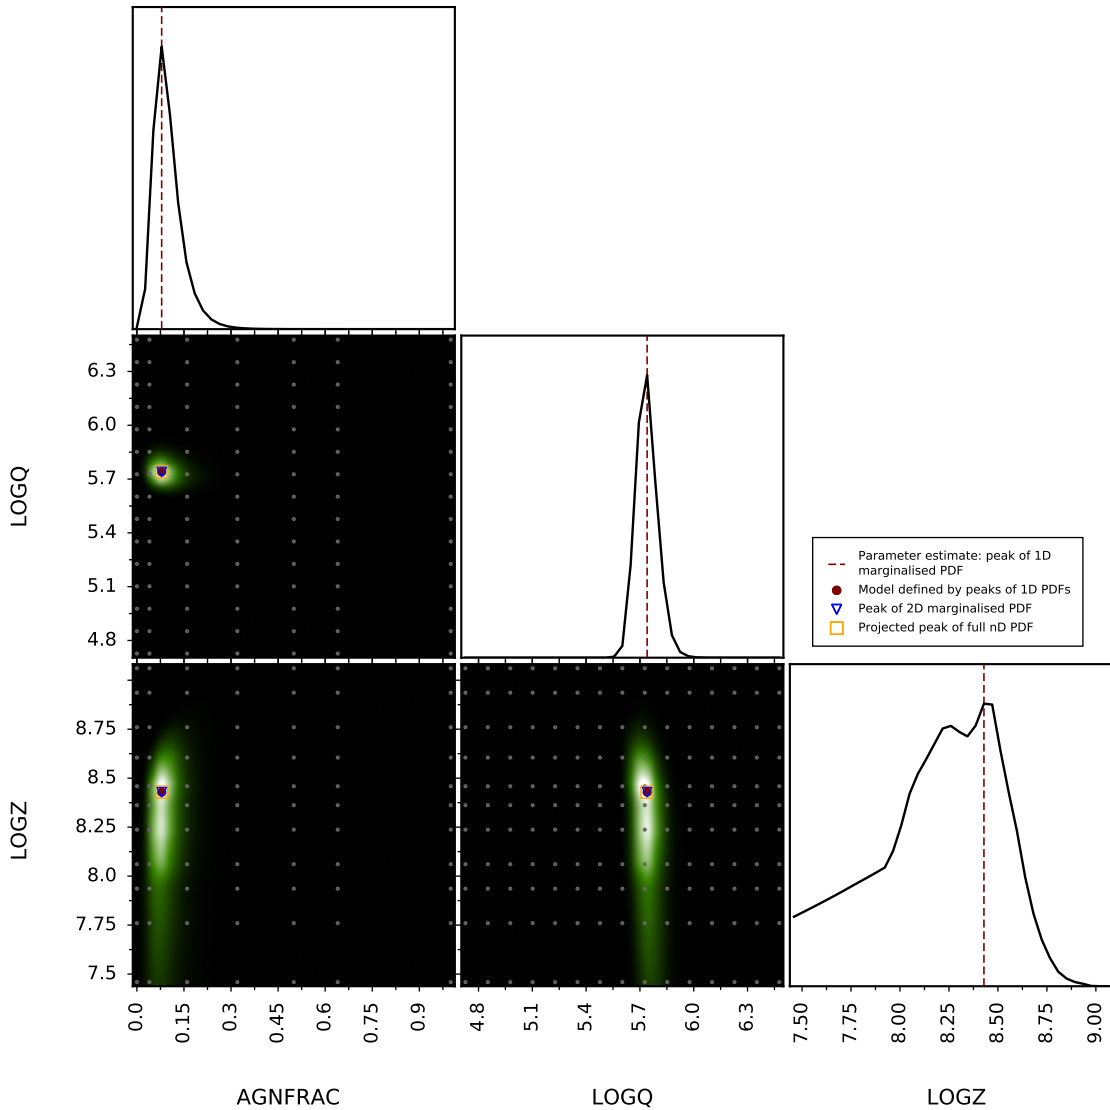 6.3
6.0
5.7
5.4
5.1
4.8
LOGQ
Parameter estimate: peak of 1D
marginalised PDF
Model defined by peaks of 1D PDFs
Peak of 2D marginalised PDF
Projected peak of full nD PDF
8.75
8.5
8.25
8.0
7.75
7.5
LOGZ
0.0 0.15 0.3 0.45 0.6 0.75 0.9
4.8 5.1 5.4 5.7 6.0 6.3
7.50 7.75 8.00 8.25 8.50 8.75 9.00
AGNFRAC LOGQ LOGZ